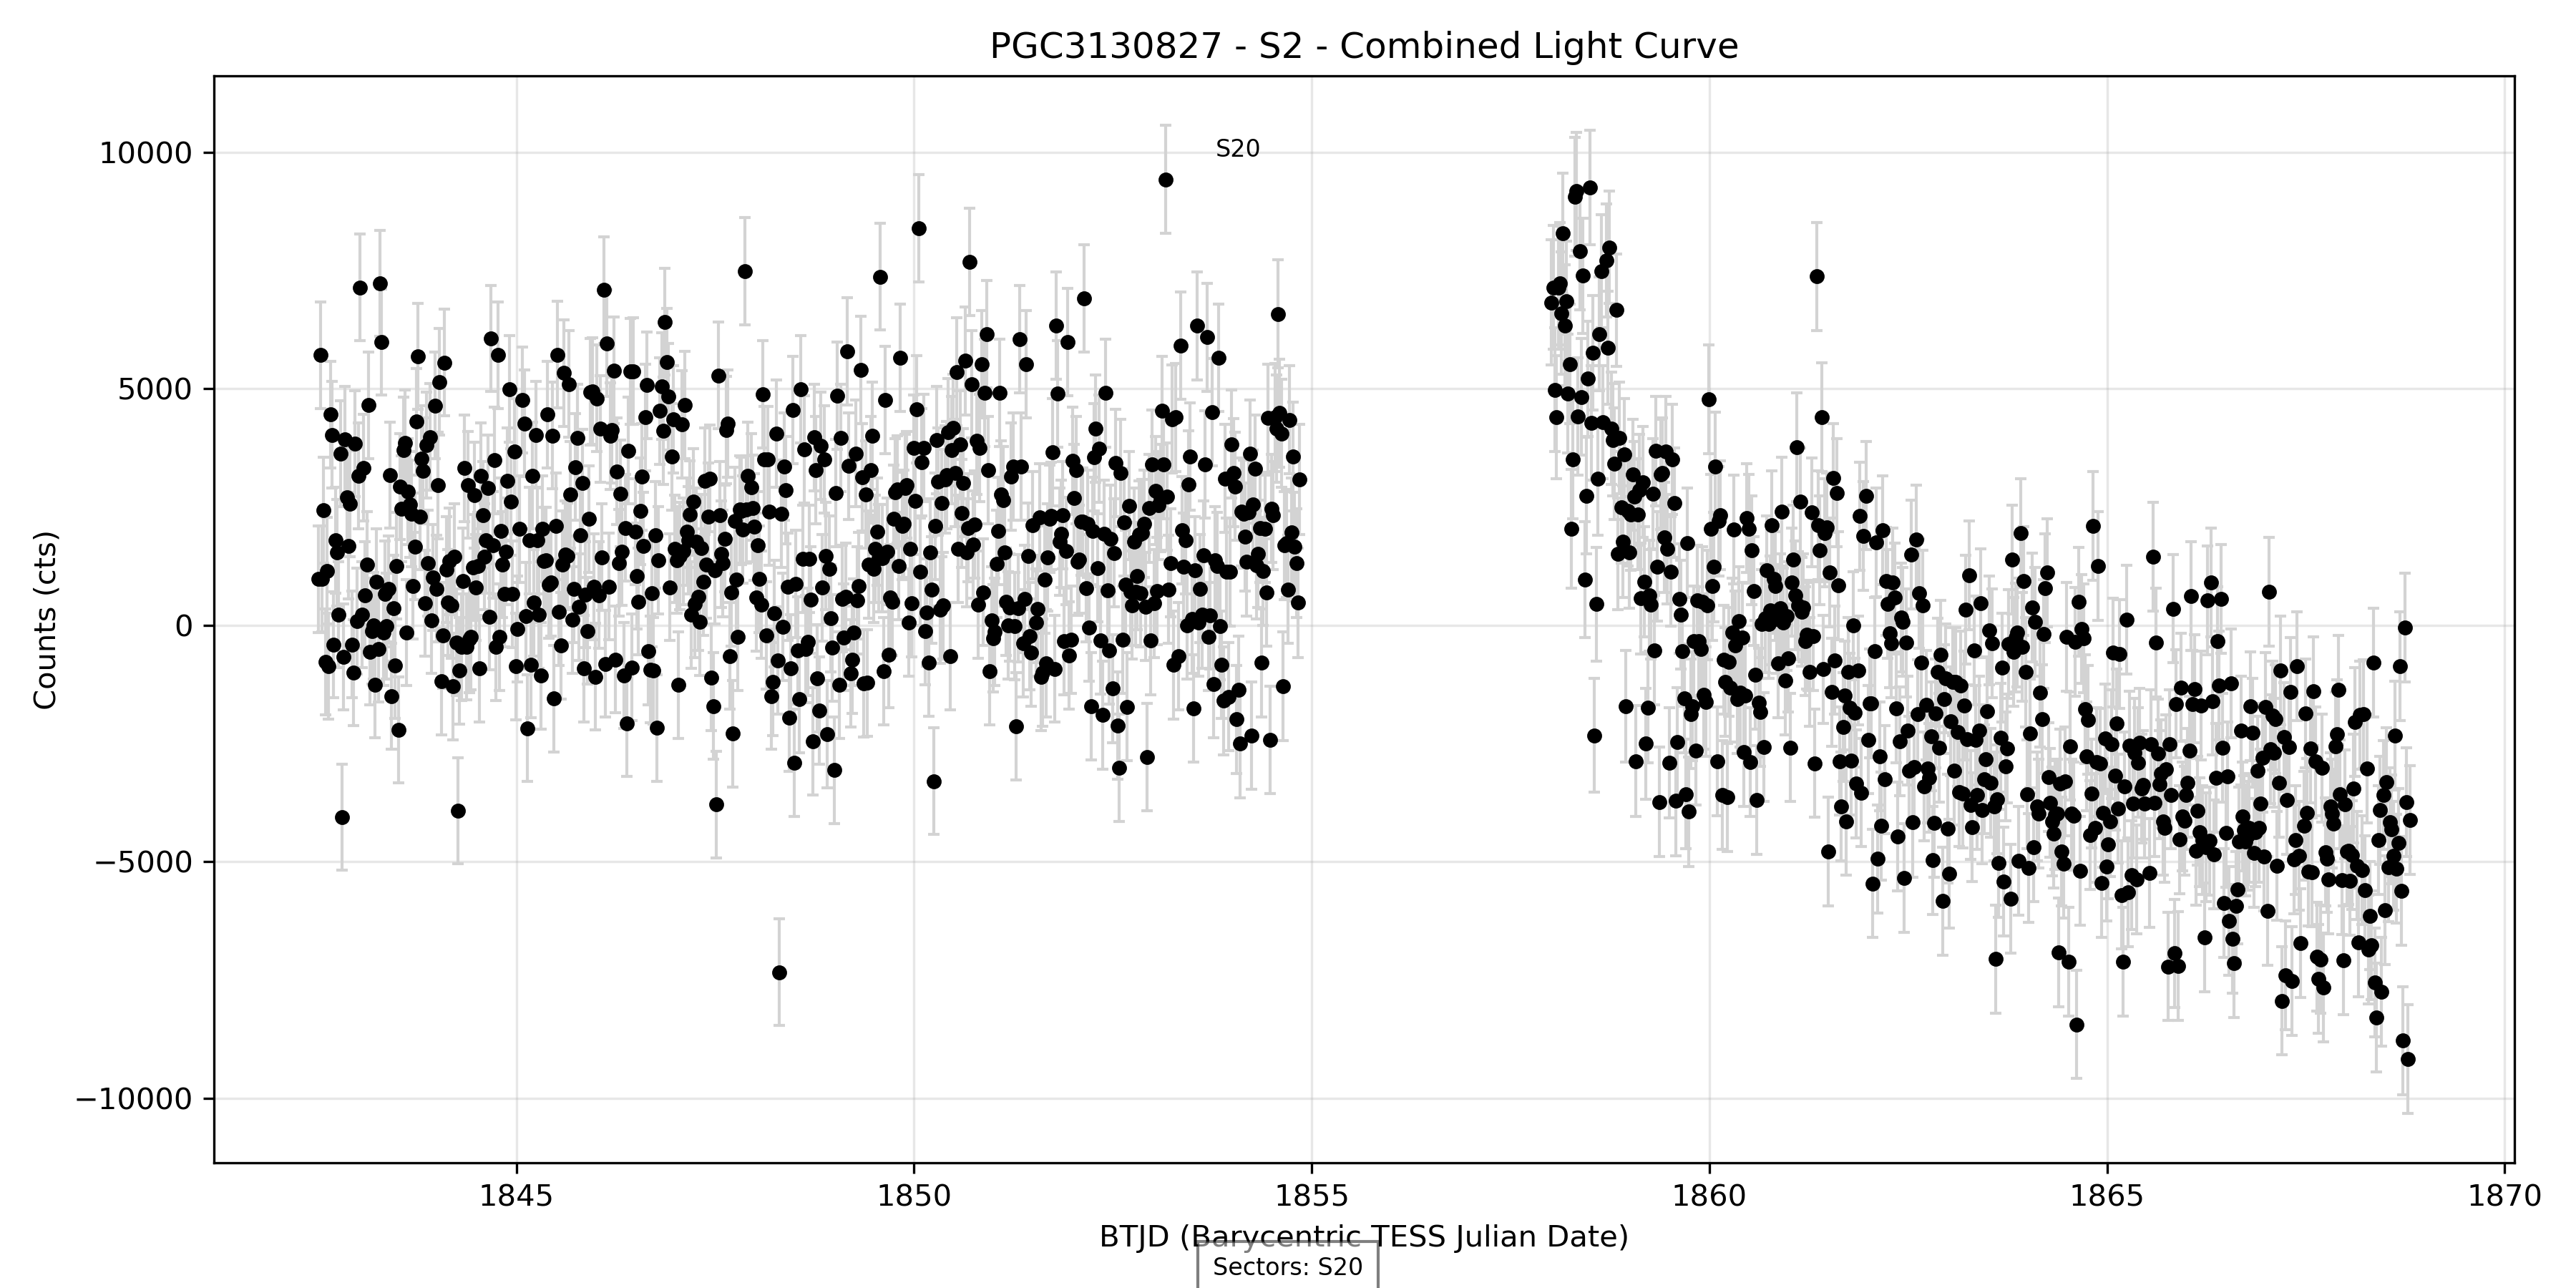 PGC3130827 - S2 - Combined Light Curve
S20
10000
5000
0
−5000
−10000
Counts (cts)
1845
1850
1855
1860
1865
1870
BTJD (Barycentric TESS Julian Date)
Sectors: S20